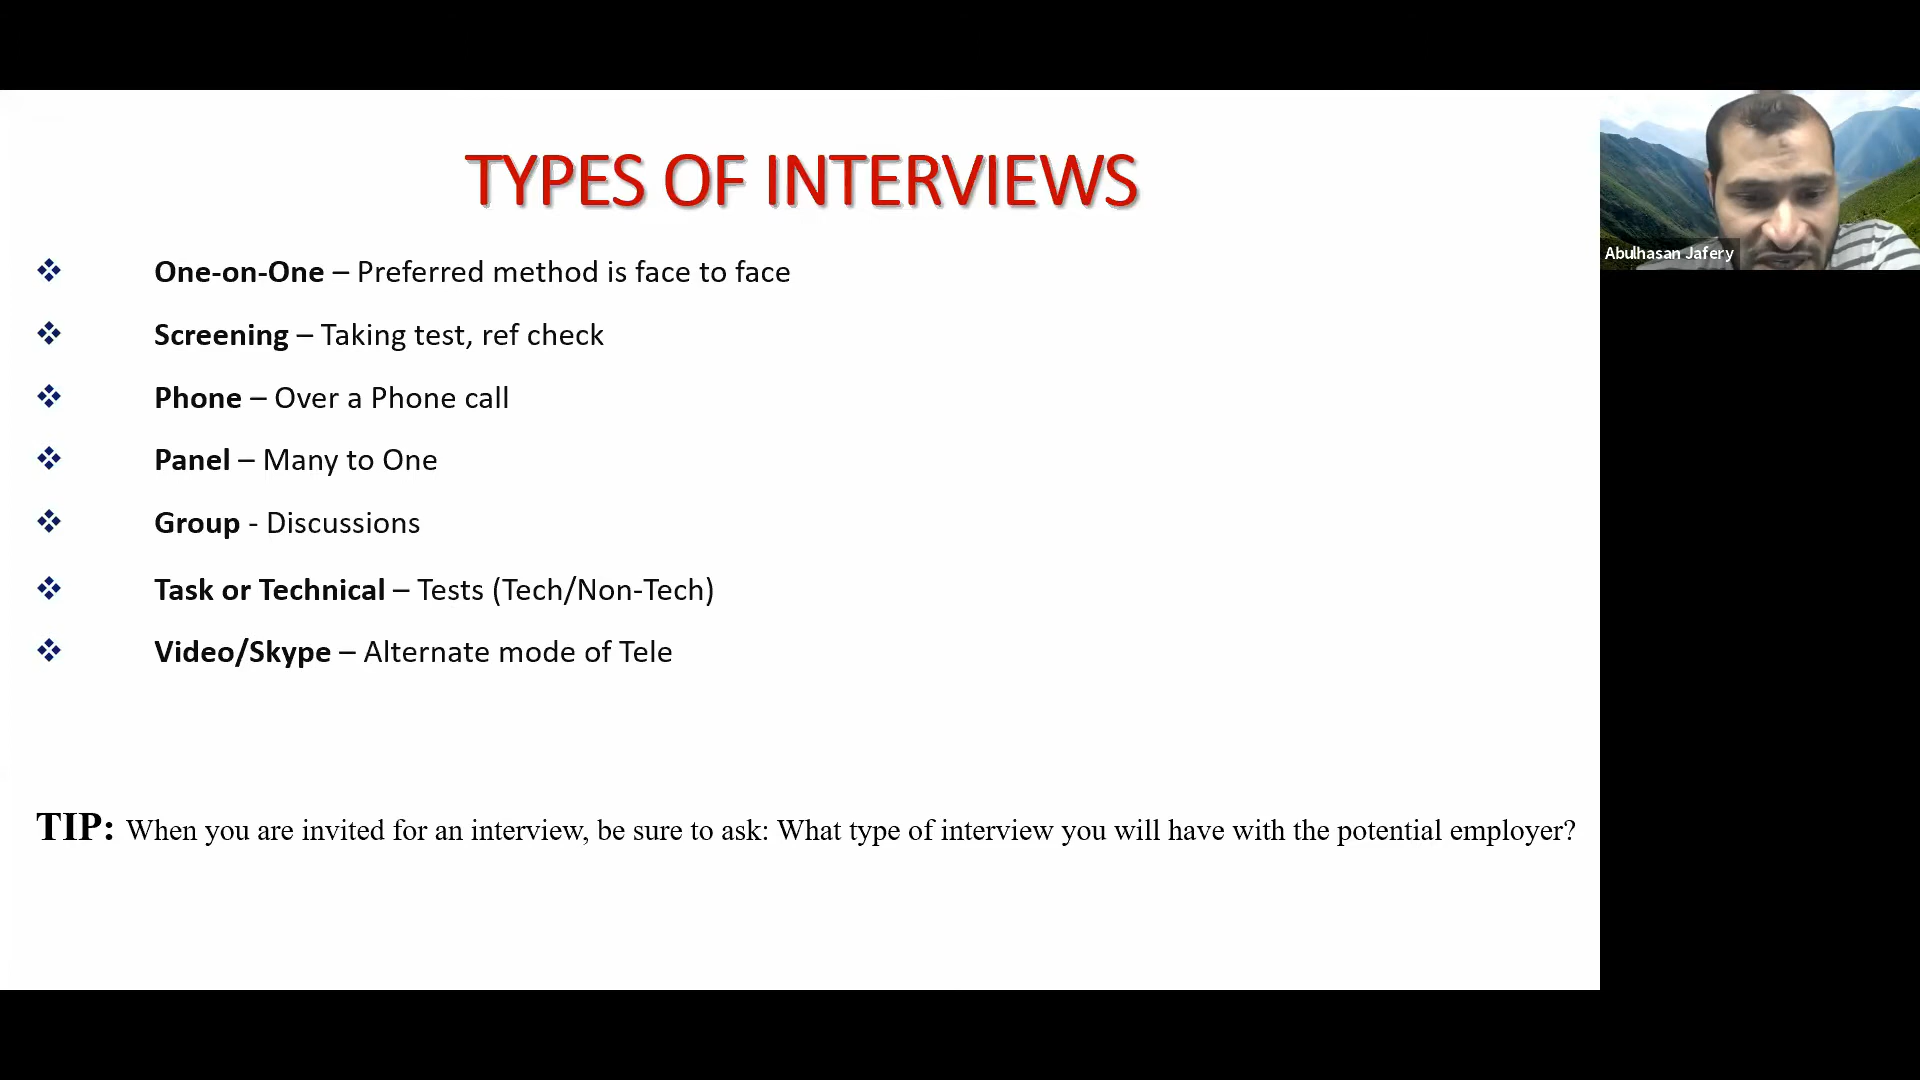 TYPES OF INTERVIEWS
One-on-One – Preferred method is face to face
Screening – Taking test, ref check
Phone – Over a Phone call
Panel – Many to One
Group - Discussions
Task or Technical – Tests (Tech/Non-Tech)
Video/Skype – Alternate mode of Tele
TIP: When you are invited for an interview, be sure to ask: What type of interview you will have with the potential employer?
Abulhasan Jafery